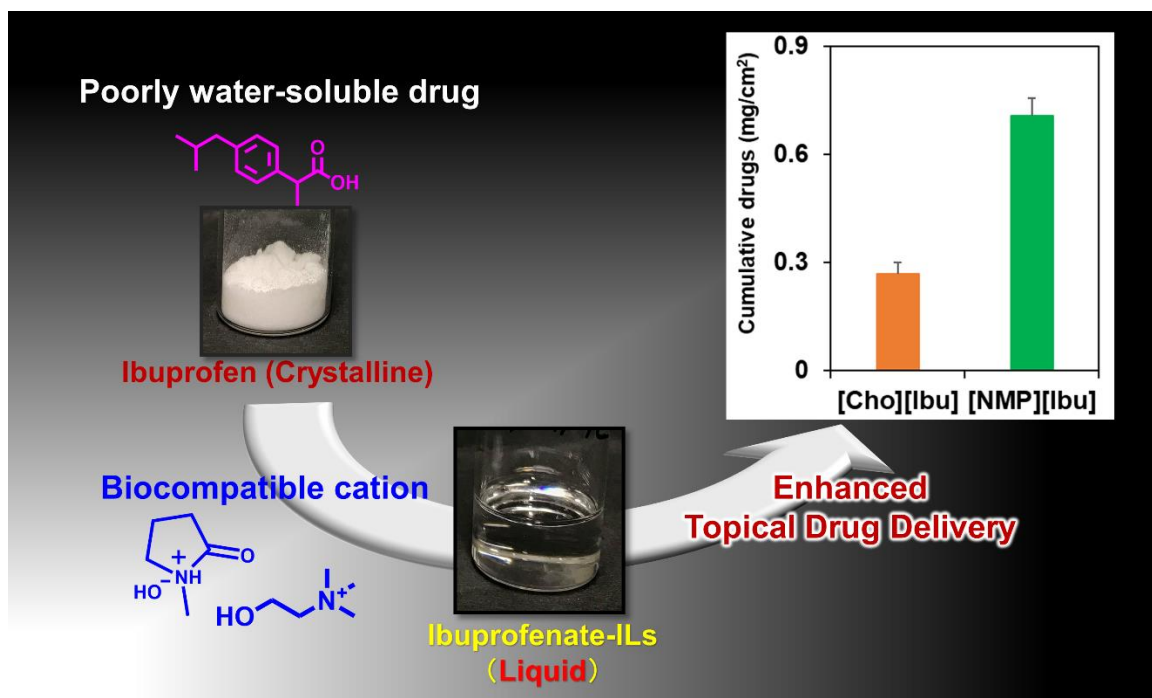 Poorly water-soluble drug
O
OH
Ibuprofen (Crystalline)
Biocompatible cation
O
+
NH
HO⁻
HO
N⁺
Ibuprofenate-ILs
（Liquid）
Enhanced
Topical Drug Delivery
Cumulative drugs (mg/cm²)
0.9
0.6
0.3
0
[Cho][Ibu] [NMP][Ibu]